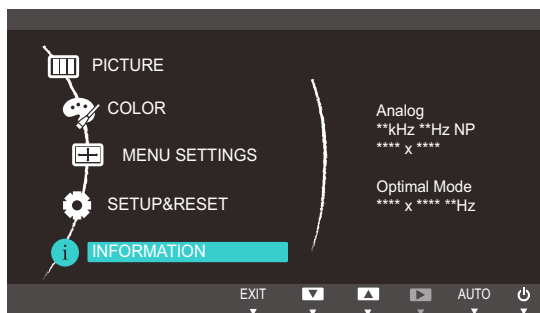 PICTURE
COLOR
MENU SETTINGS
SETUP&RESET
i INFORMATION
Analog
**kHz **Hz NP
**** x ****
Optimal Mode
**** x **** **Hz
EXIT
AUTO